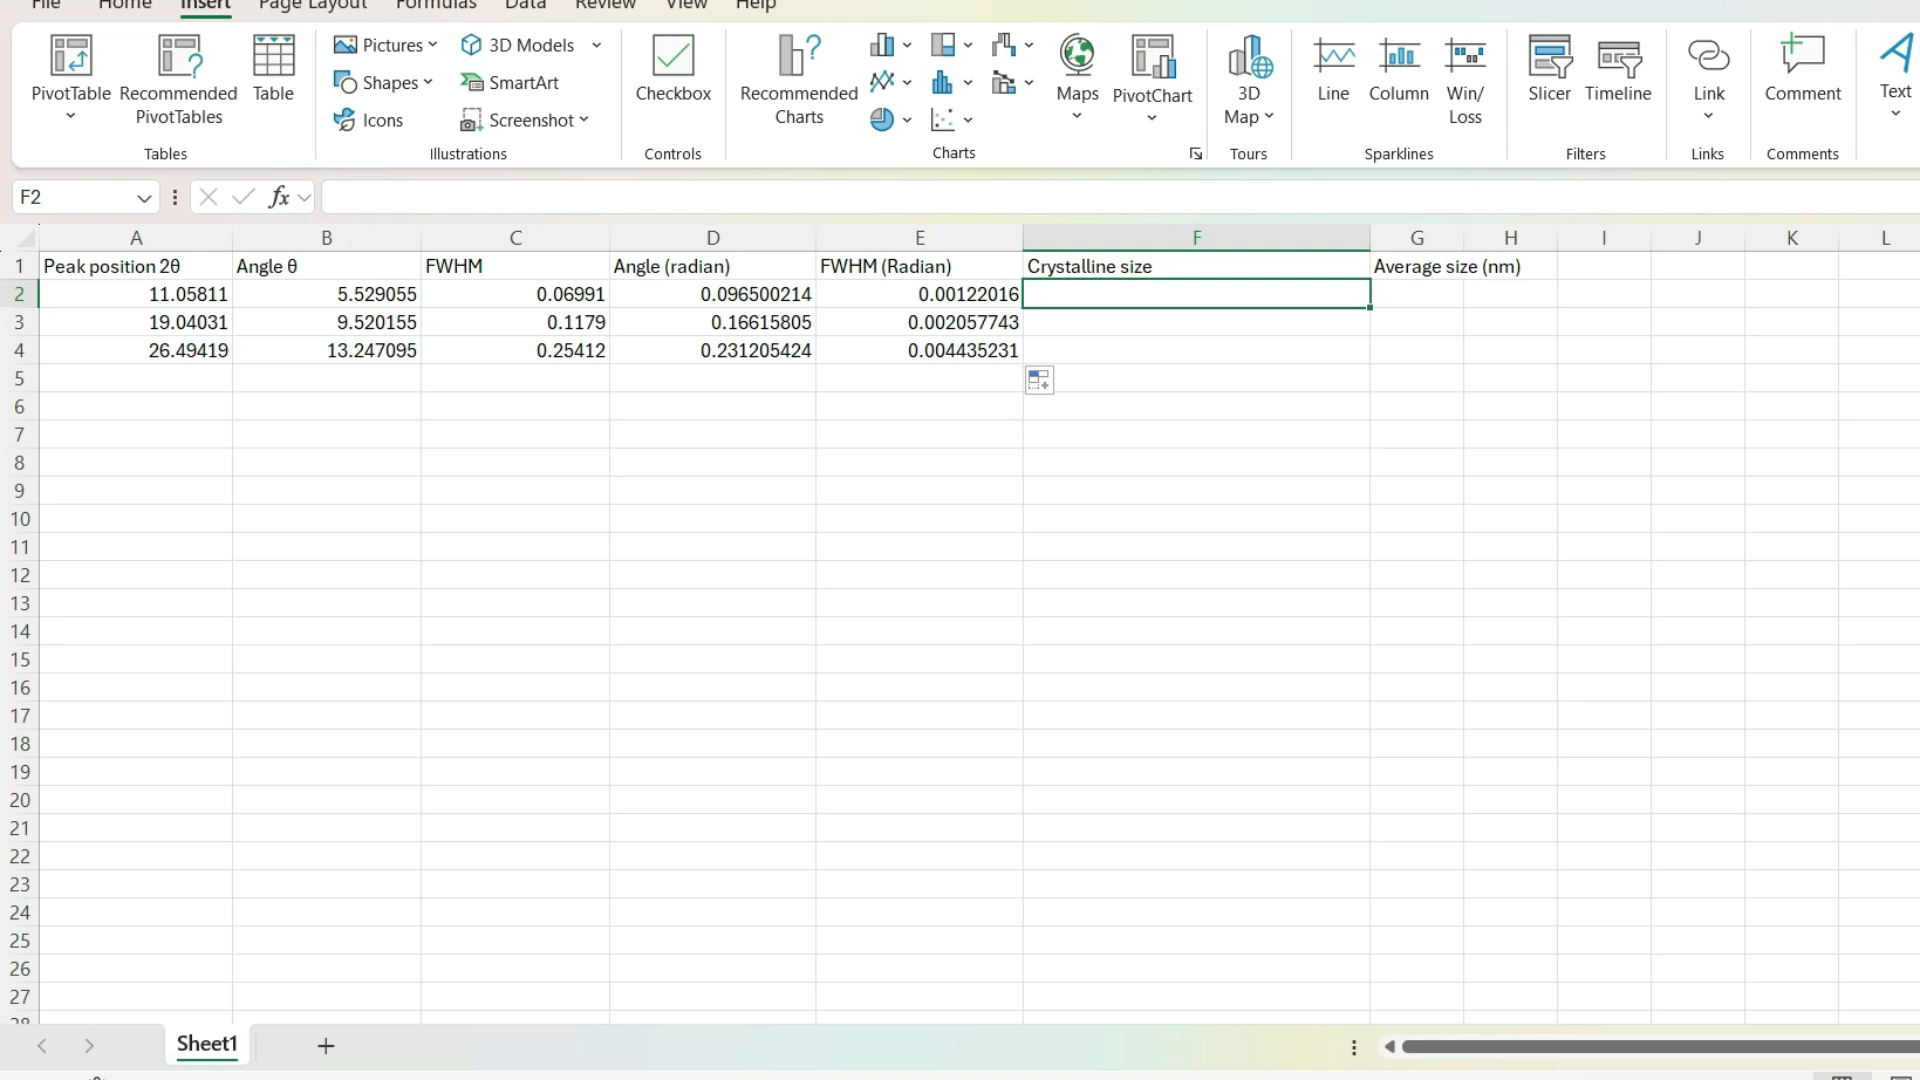 File Home Insert Page Layout Formulas Data Review View Help
PivotTable Recommended PivotTables Table
Pictures 3D Models
Shapes SmartArt
Icons Screenshot
Checkbox
Recommended Charts
Maps PivotChart
3D Map
Line Column Win/Loss
Slicer Timeline
Link
Comment
Text
Tables Illustrations Controls Charts Tours Sparklines Filters Links Comments
F2 fx
A B C D E F G H I J K L
1 Peak position 2θ Angle θ FWHM Angle (radian) FWHM (Radian) Crystalline size Average size (nm)
2 11.05811 5.529055 0.06991 0.096500214 0.00122016
3 19.04031 9.520155 0.1179 0.16615805 0.002057743
4 26.49419 13.247095 0.25412 0.231205424 0.004435231
5
6
7
8
9
10
11
12
13
14
15
16
17
18
19
20
21
22
23
24
25
26
27
28
Sheet1